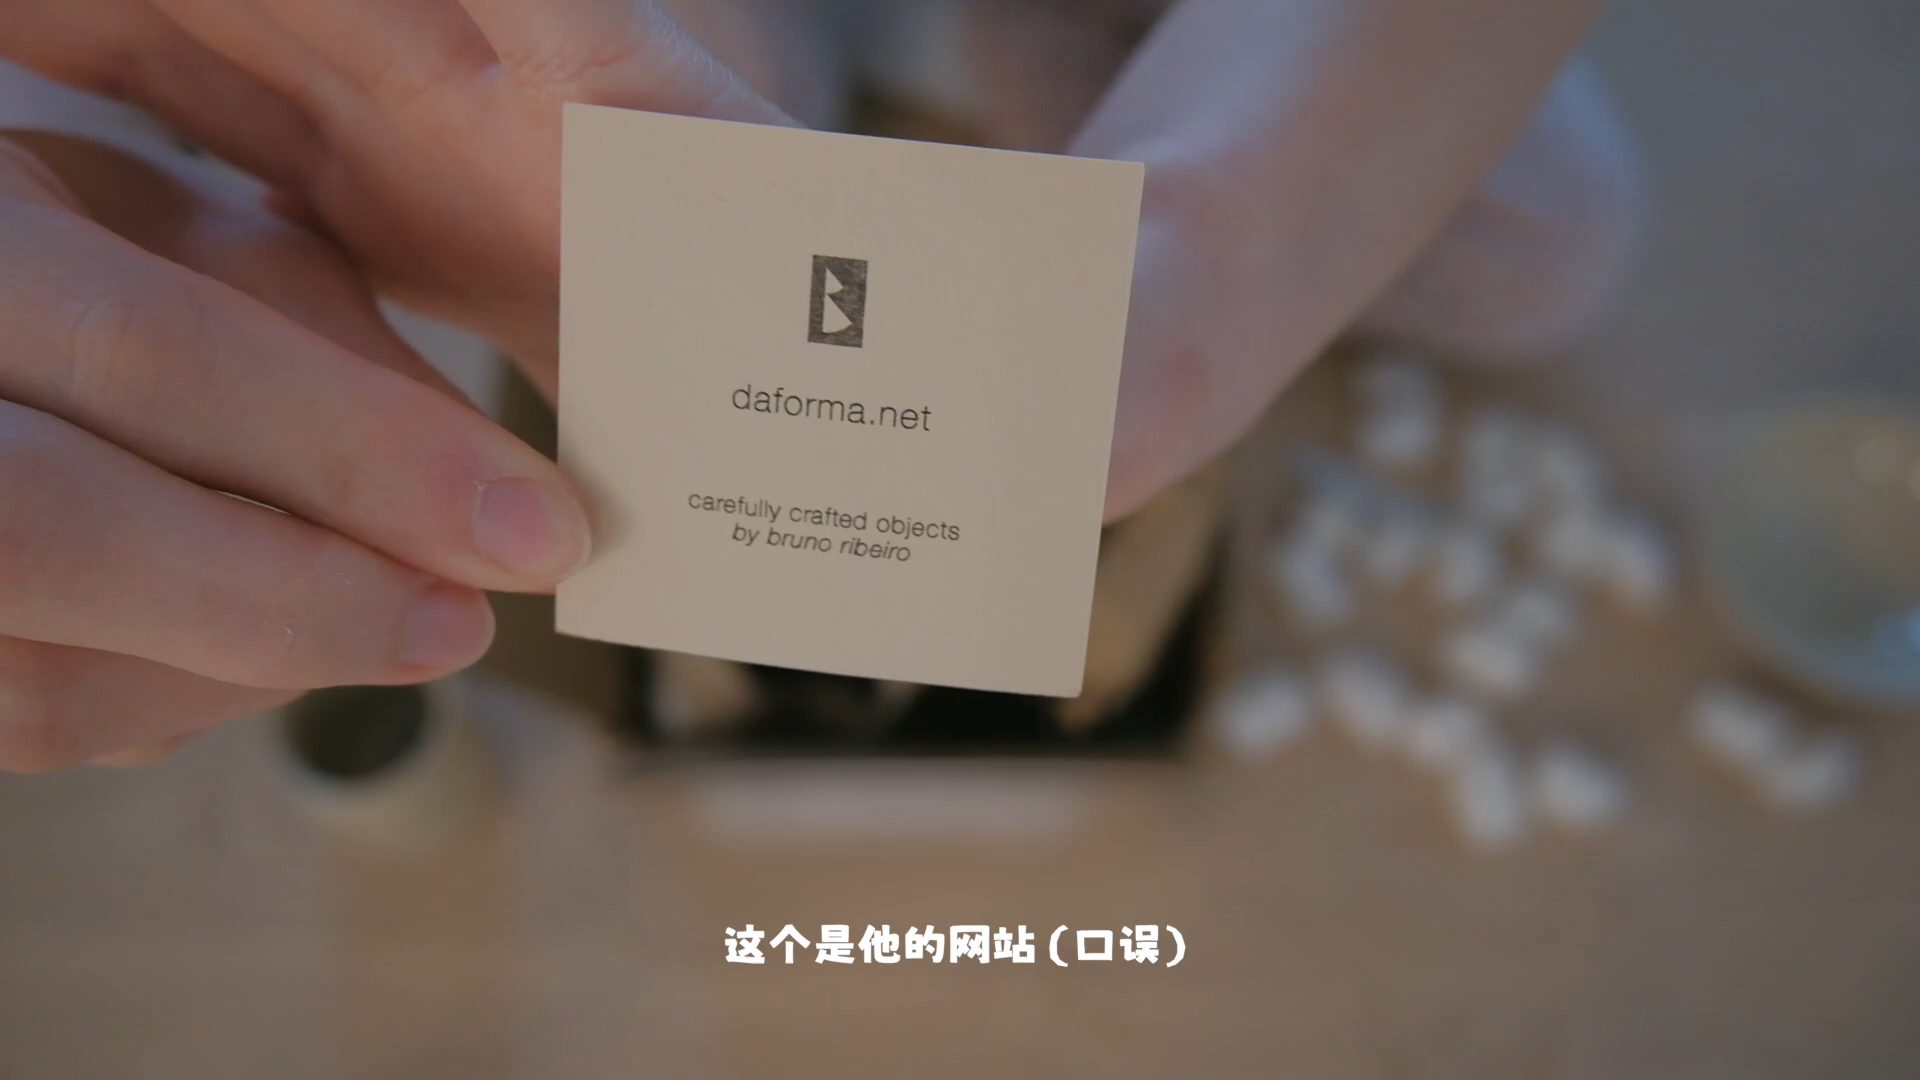 B
daforma.net
carefully crafted objects
by bruno ribeiro
这个是他的网站(口误)